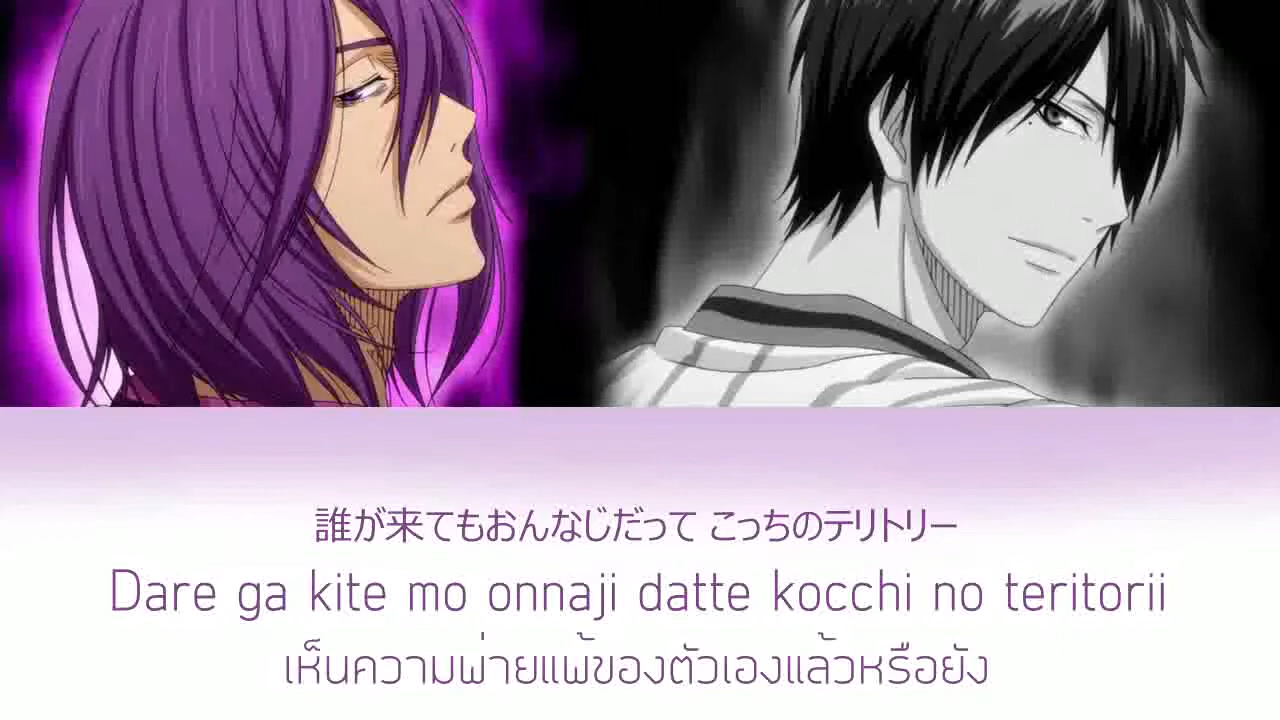 誰が来てもおんなじだって こっちのテリトリー
Dare ga kite mo onnaji datte kocchi no teritorii
เห็นความพ่ายแพ้ของตัวเองแล้วหรือยัง